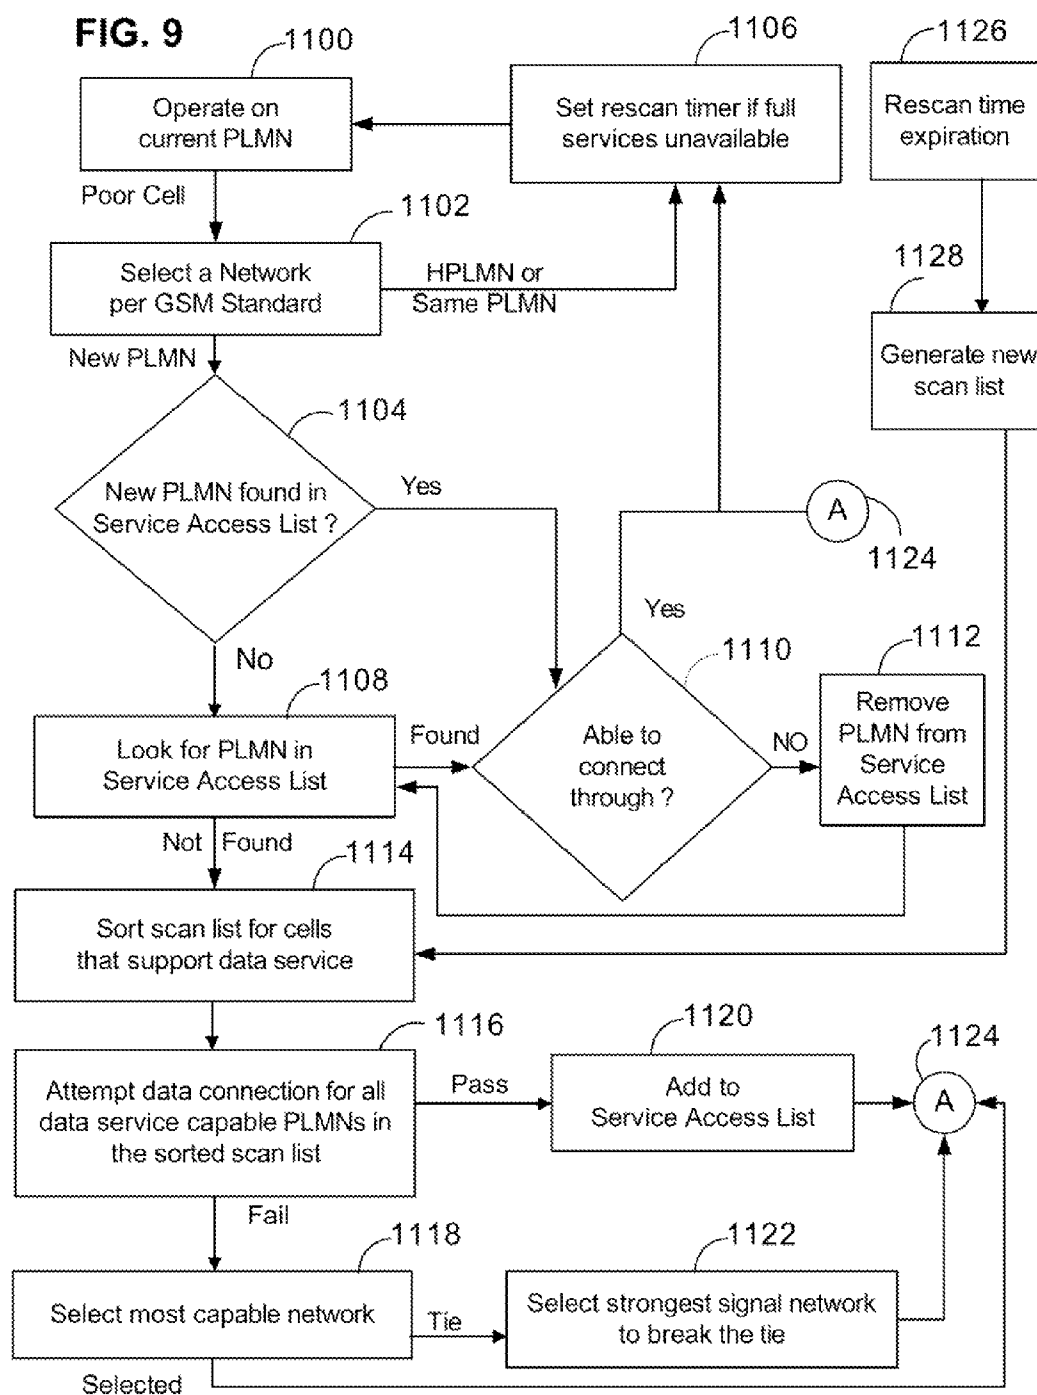 FIG. 9
1100
1106
1126
Operate on
current PLMN
Set rescan timer if full
services unavailable
Rescan time
expiration
Poor Cell
1102
1128
Select a Network
per GSM Standard
HPLMN or
Same PLMN
New PLMN
Generate new
scan list
1104
New PLMN found in
Service Access List ?
Yes
A
1124
Yes
No
1108
1110
1112
Look for PLMN in
Service Access List
Found
Able to
connect
through ?
NO
Remove
PLMN from
Service
Access List
Not Found
1114
Sort scan list for cells
that support data service
1116
1120
1124
Attempt data connection for all
data service capable PLMNs in
the sorted scan list
Pass
Add to
Service Access List
A
Fail
1118
1122
Select most capable network
Tie
Select strongest signal network
to break the tie
Selected